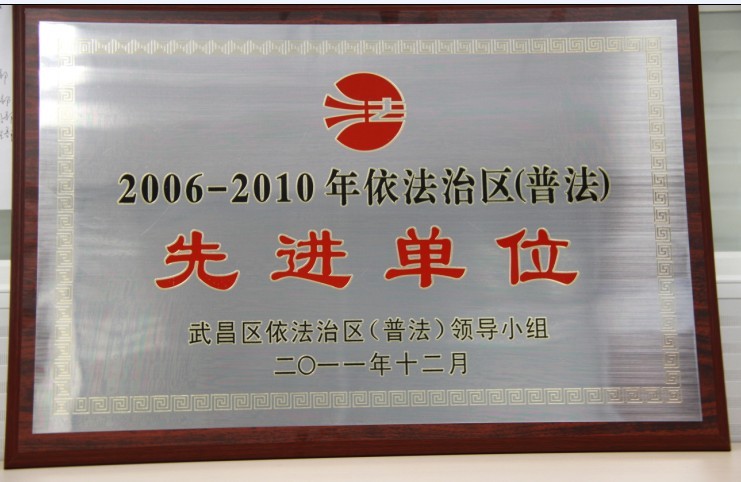 法
2006-2010年依法治区(普法)
先进单位
武昌区依法治区(普法)领导小组
二〇一一年十二月